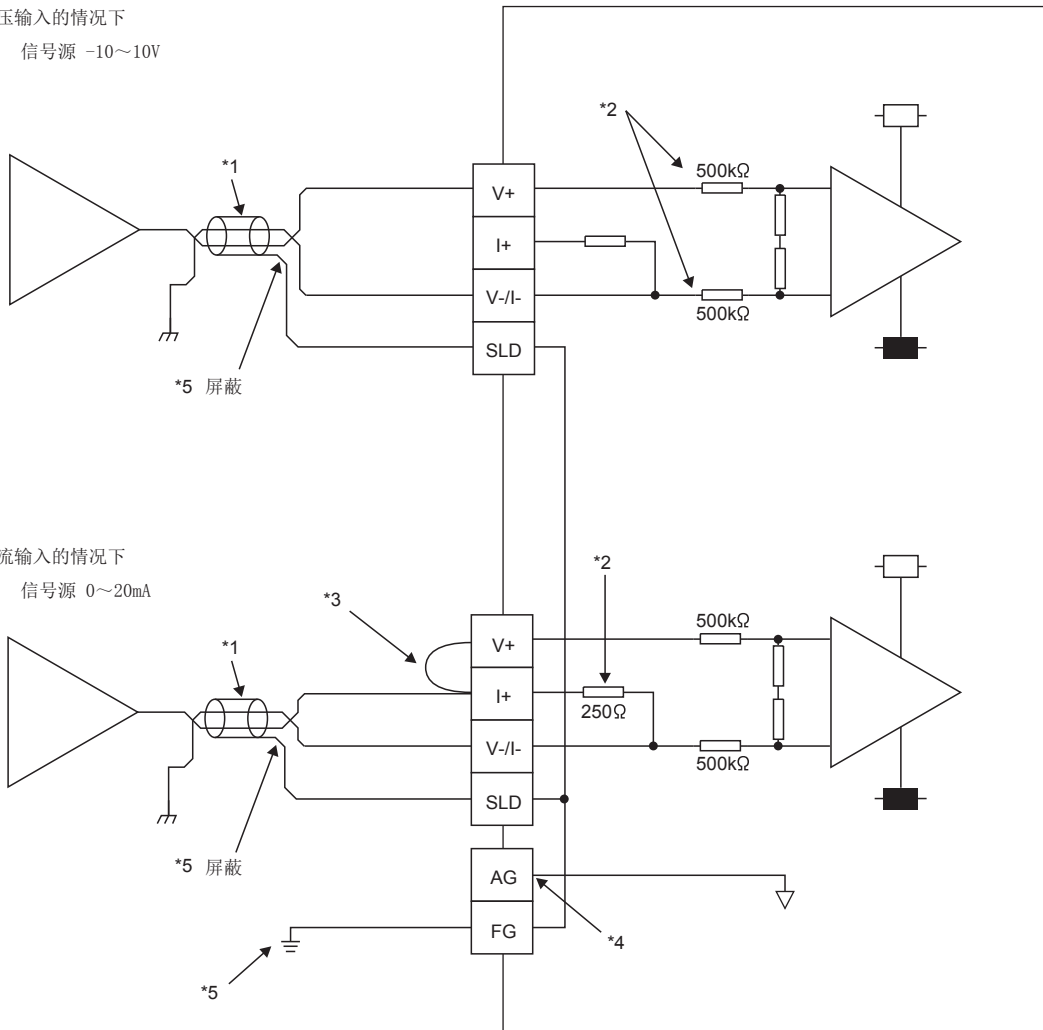 压输入的情况下
信号源 -10～10V
*1
*2
500kΩ
V+
I+
V-/I-
SLD
500kΩ
*5 屏蔽
流输入的情况下
信号源 0～20mA
*3
*1
*2
500kΩ
V+
I+
250Ω
V-/I-
500kΩ
SLD
*5 屏蔽
AG
FG
*4
*5